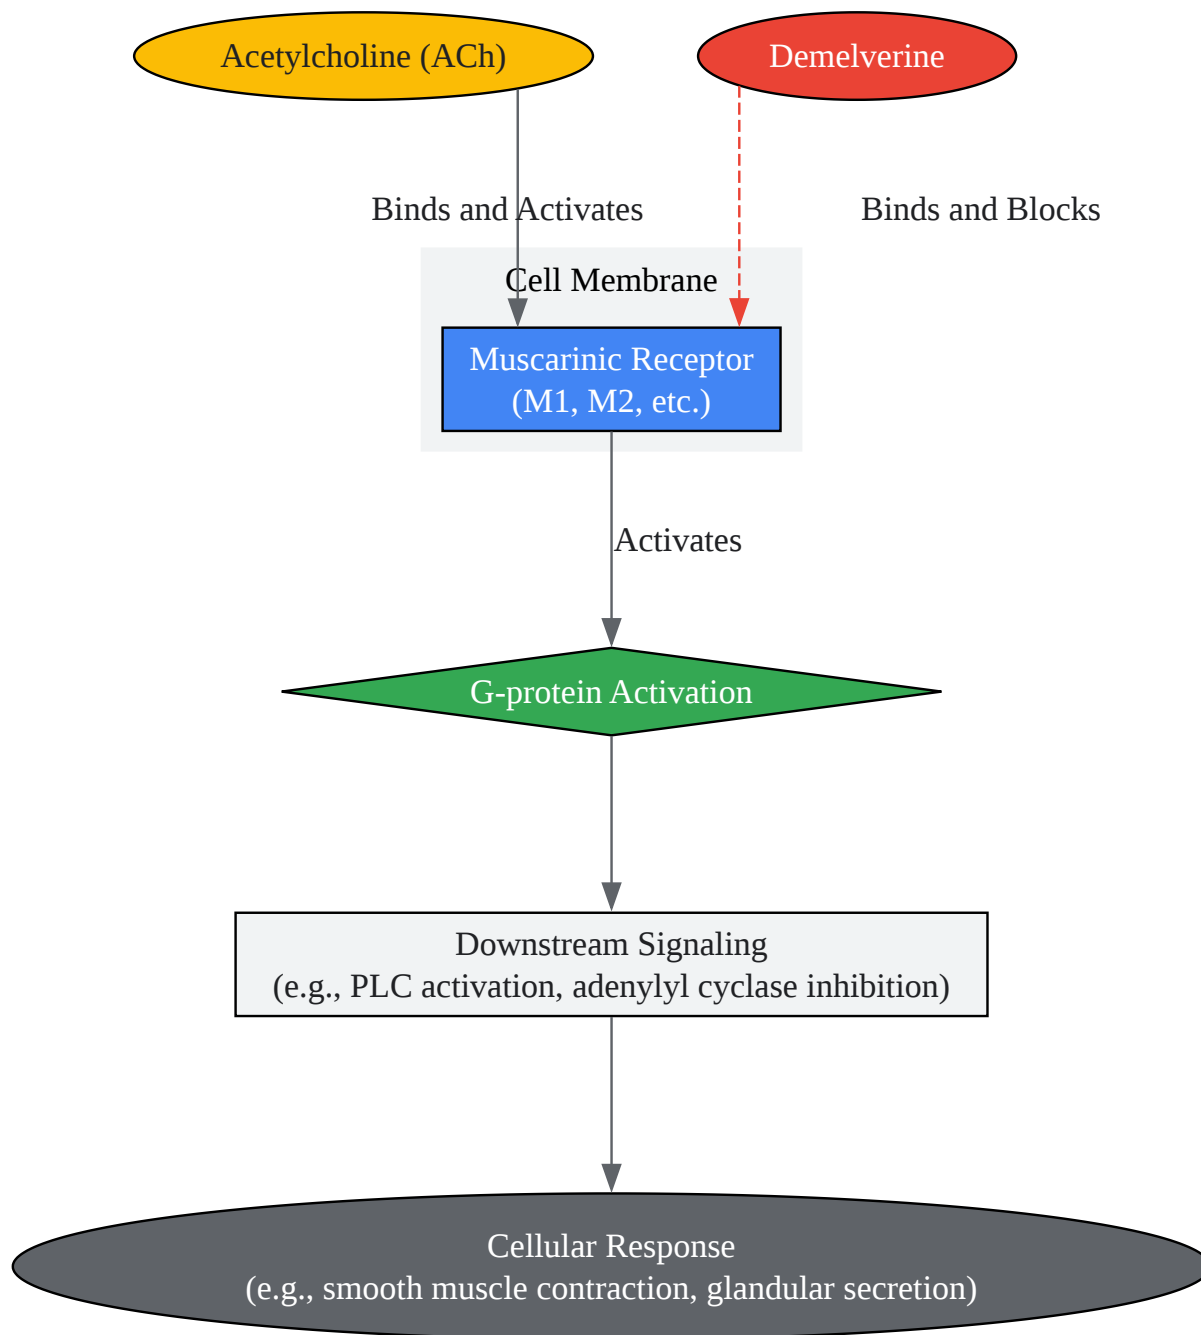 Acetylcholine (ACh)
Demelverine
Binds and Activates
Binds and Blocks
Cell Membrane
Muscarinic Receptor
(M1, M2, etc.)
Activates
G-protein Activation
Downstream Signaling
(e.g., PLC activation, adenylyl cyclase inhibition)
Cellular Response
(e.g., smooth muscle contraction, glandular secretion)